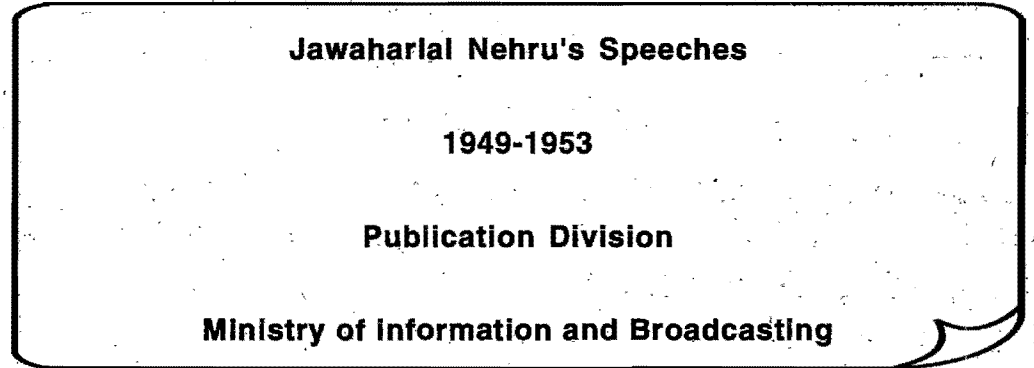 Jawaharlal Nehru's Speeches
1949-1953
Publication Division
Ministry of Information and Broadcasting